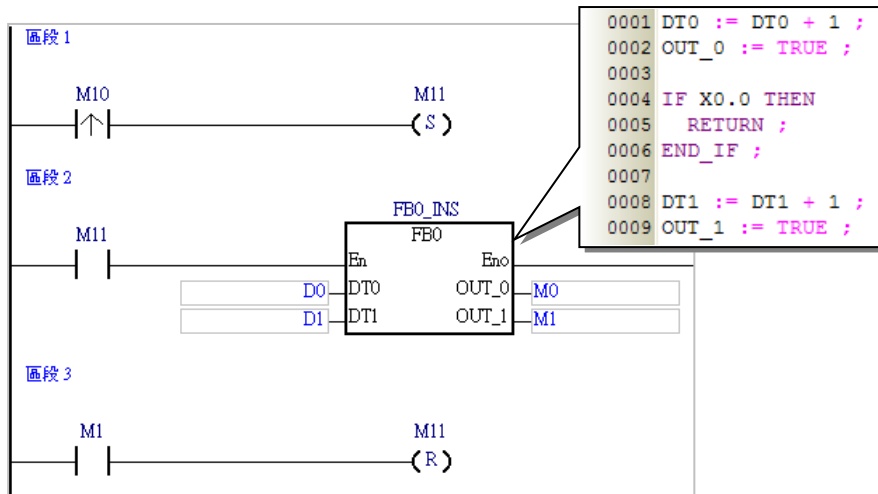 區段 1
M10
M11
( S )
區段 2
M11
FB0_INS
FB0
En
Eno
D0
DT0
OUT_0
M0
D1
DT1
OUT_1
M1
區段 3
M1
M11
( R )
0001 DT0 := DT0 + 1 ;
0002 OUT_0 := TRUE ;
0003
0004 IF X0.0 THEN
0005 RETURN ;
0006 END_IF ;
0007
0008 DT1 := DT1 + 1 ;
0009 OUT_1 := TRUE ;